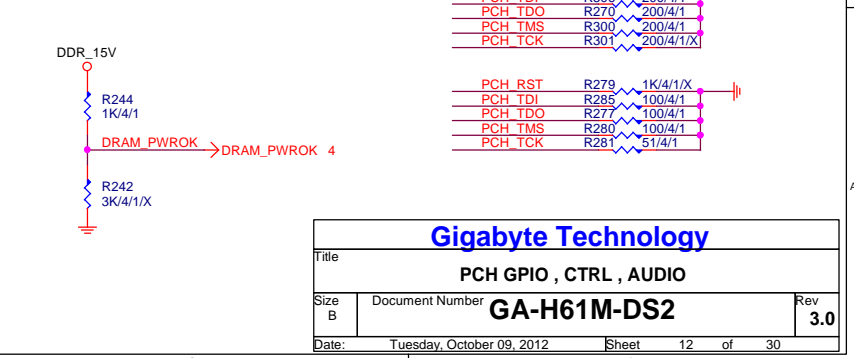 PCH_TDO R270 200/4/1
PCH_TMS R300 200/4/1
PCH_TCK R301 200/4/1/X
DDR_15V
R244
1K/4/1
DRAM_PWROK
DRAM_PWROK 4
R242
3K/4/1/X
PCH_RST R279 1K/4/1/X
PCH_TDI R285 100/4/1
PCH_TDO R277 100/4/1
PCH_TMS R280 100/4/1
PCH_TCK R281 51/4/1
Gigabyte Technology
Title
PCH GPIO , CTRL , AUDIO
Size
B
Document Number GA-H61M-DS2
Rev
3.0
Date: Tuesday, October 09, 2012 Sheet 12 of 30
A